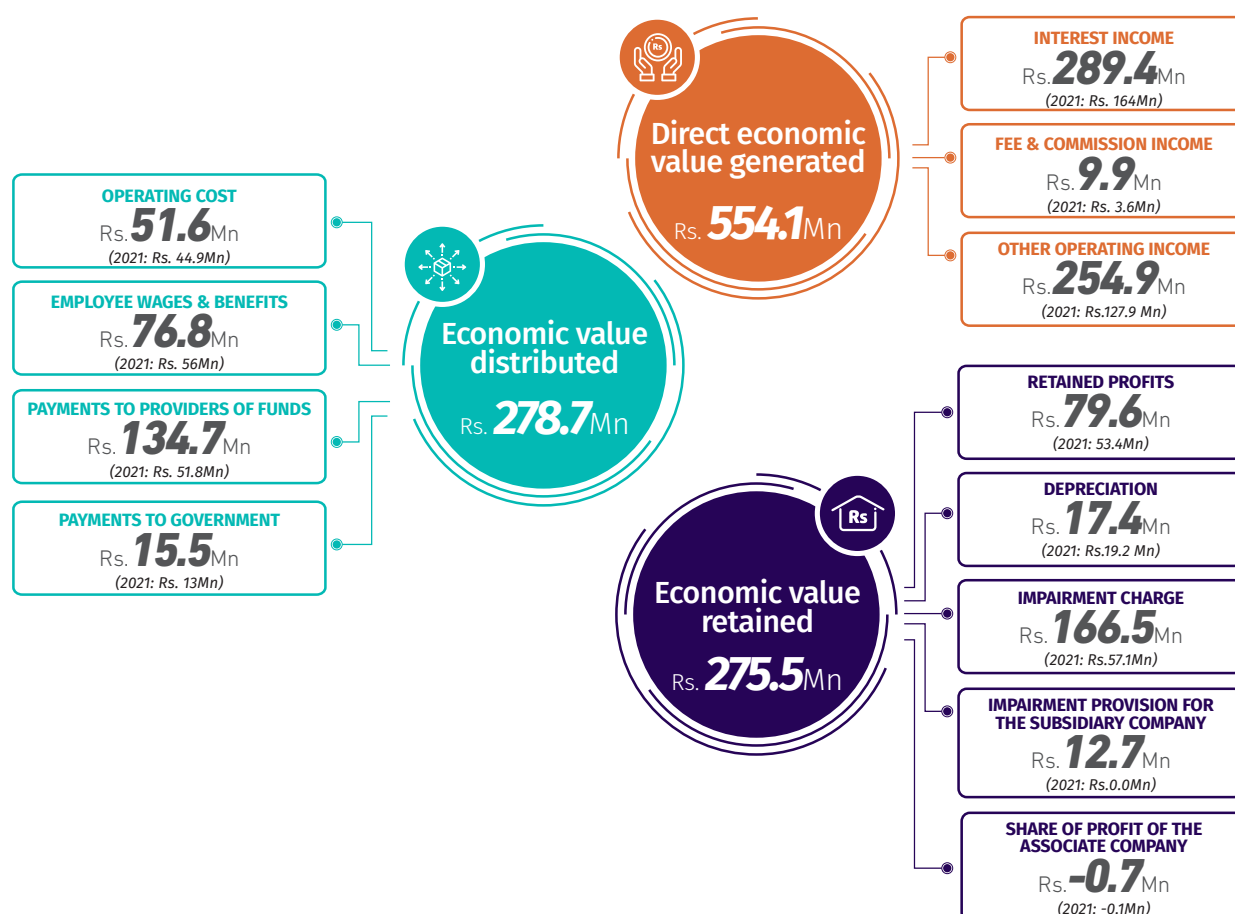 INTEREST INCOME
Rs. 289.4Mn
(2021: Rs. 164Mn)
Rs
Direct economic
value generated
Rs. 554.1Mn
FEE & COMMISSION INCOME
Rs. 9.9Mn
(2021: Rs. 3.6Mn)
OTHER OPERATING INCOME
Rs. 254.9Mn
(2021: Rs.127.9 Mn)
OPERATING COST
Rs. 51.6Mn
(2021: Rs. 44.9Mn)
EMPLOYEE WAGES & BENEFITS
Rs. 76.8Mn
(2021: Rs. 56Mn)
PAYMENTS TO PROVIDERS OF FUNDS
Rs. 134.7Mn
(2021: Rs. 51.8Mn)
PAYMENTS TO GOVERNMENT
Rs. 15.5Mn
(2021: Rs. 13Mn)
Economic value
distributed
Rs. 278.7Mn
RETAINED PROFITS
Rs. 79.6Mn
(2021: 53.4Mn)
DEPRECIATION
Rs. 17.4Mn
(2021: Rs.19.2 Mn)
Rs
Economic value
retained
Rs. 275.5Mn
IMPAIRMENT CHARGE
Rs. 166.5Mn
(2021: Rs.57.1Mn)
IMPAIRMENT PROVISION FOR
THE SUBSIDIARY COMPANY
Rs. 12.7Mn
(2021: Rs.0.0Mn)
SHARE OF PROFIT OF THE
ASSOCIATE COMPANY
Rs. -0.7Mn
(2021: -0.1Mn)